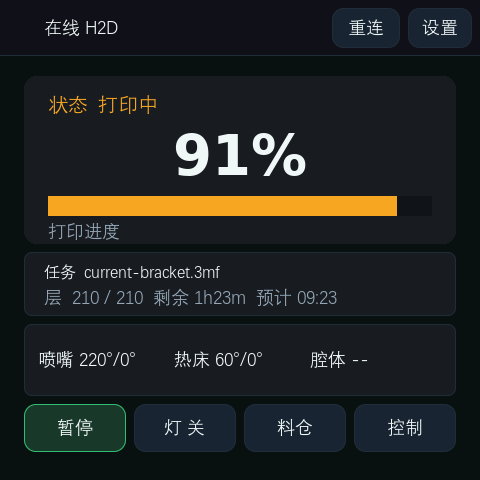 在线 H2D 重连 设置
状态 打印中
91%
打印进度
任务 current-bracket.3mf
层 210 / 210 剩余 1h23m 预计 09:23
喷嘴 220°/0° 热床 60°/0° 腔体 --
暂停 灯 关 料仓 控制